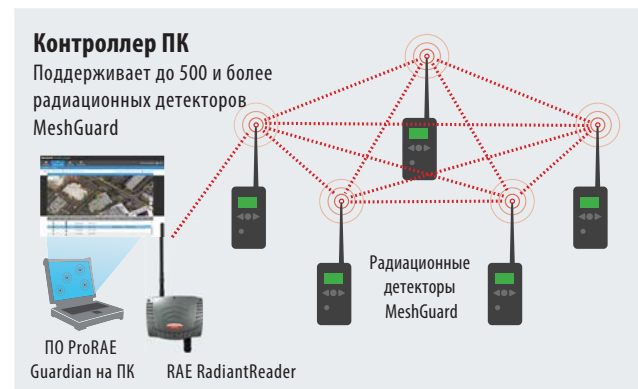 Контроллер ПК
Поддерживает до 500 и более
радиационных детекторов
MeshGuard
Радиационные
детекторы
MeshGuard
ПО ProRAE
Guardian на ПК
RAE RadiantReader